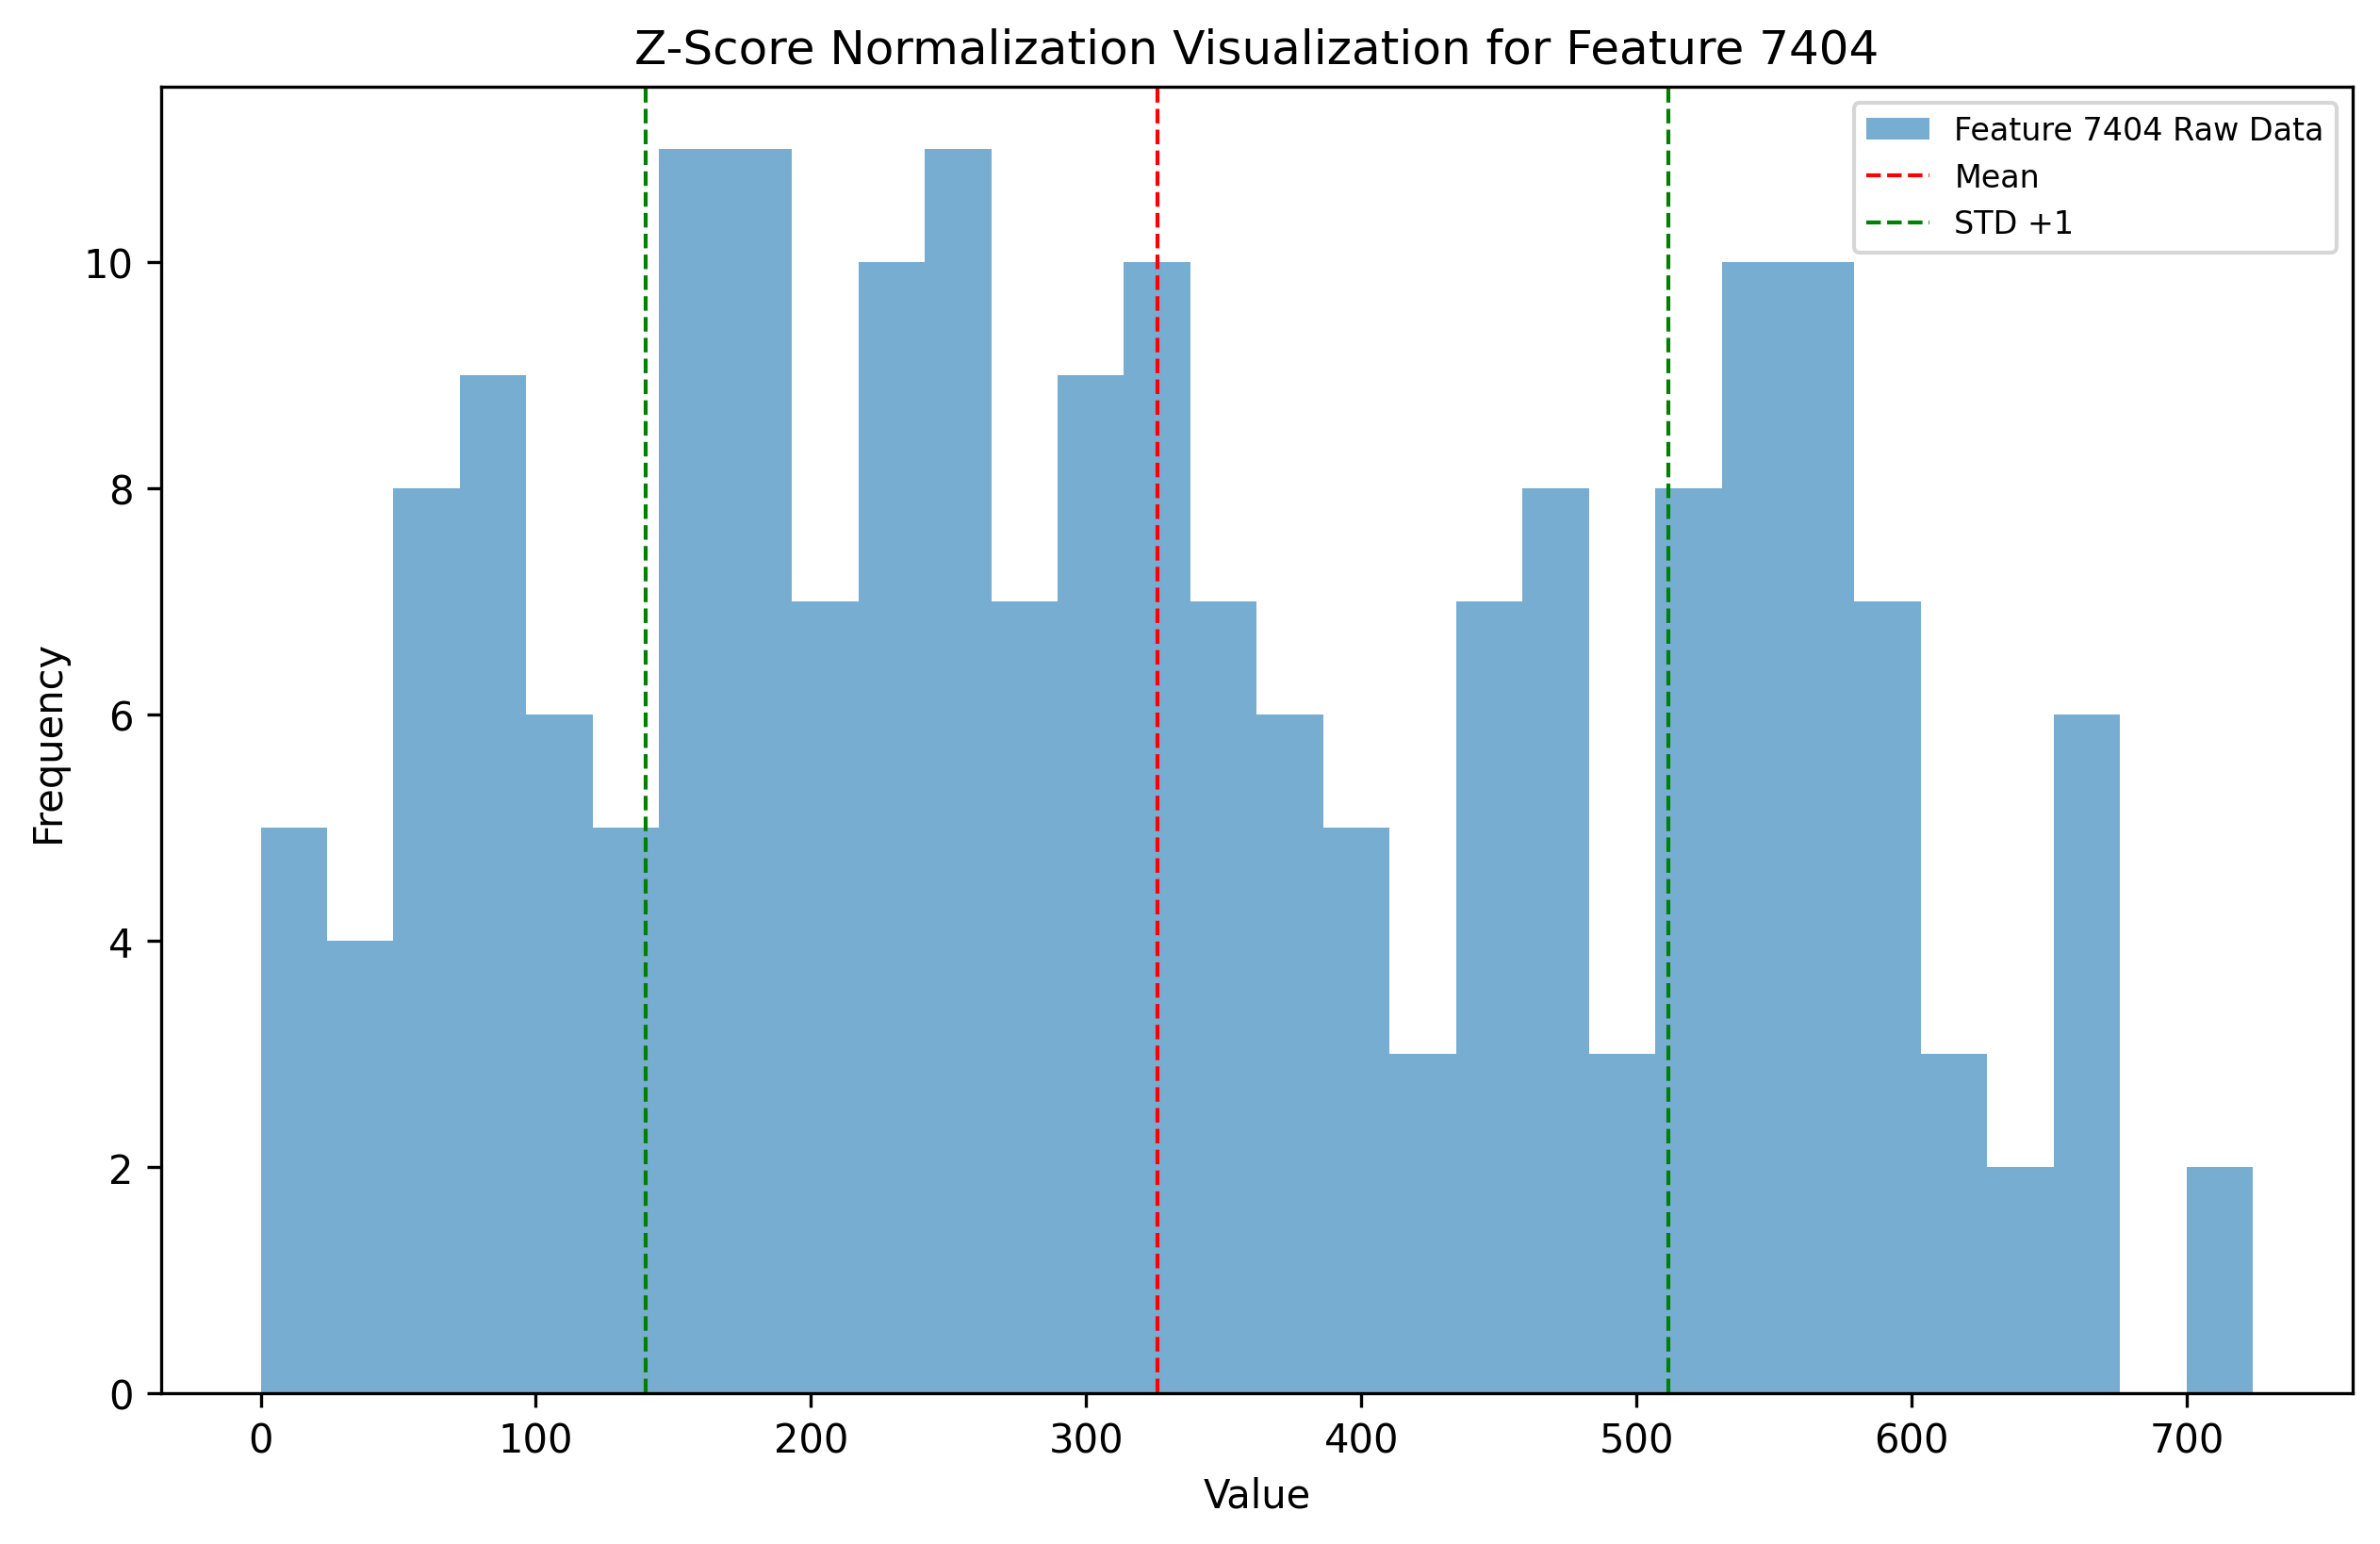 Z-Score Normalization Visualization for Feature 7404
Feature 7404 Raw Data
Mean
STD +1
10
8
6
4
2
0
Frequency
0 100 200 300 400 500 600 700
Value